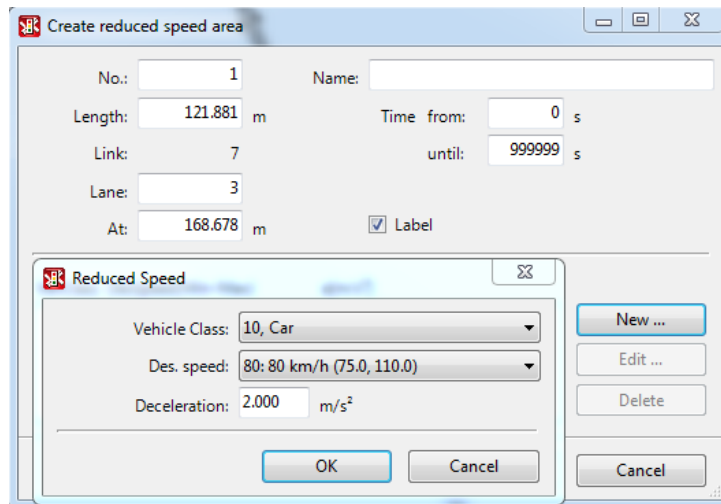 Create reduced speed area
No.: 1 Name:
Length: 121.881 m Time from: 0 s
Link: 7 until: 999999 s
Lane: 3
At: 168.678 m Label
Reduced Speed
Vehicle Class: 10, Car
New ...
Des. speed: 80: 80 km/h (75.0, 110.0)
Edit ...
Deceleration: 2.000 m/s²
Delete
OK Cancel
Cancel